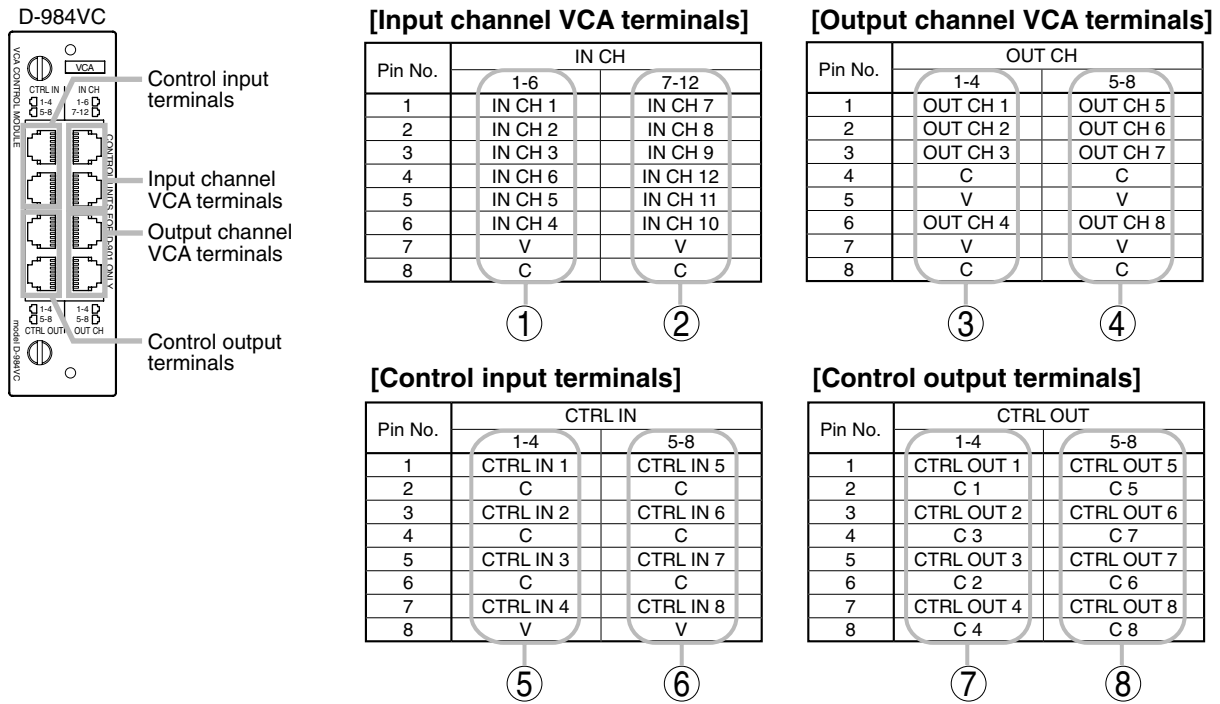 D-984VC
VCA CONTROL MODULE
VCA
CTRL IN IN CH
1-4 1-6
5-8 7-12
CONTROL UNITS FOR D-901 ONLY
1-4 1-4
5-8 5-8
CTRL OUT OUT CH
model D-984VC
Control input
terminals
Input channel
VCA terminals
Output channel
VCA terminals
Control output
terminals
[Input channel VCA terminals]
Pin No. IN CH
1-6 7-12
1 IN CH 1 IN CH 7
2 IN CH 2 IN CH 8
3 IN CH 3 IN CH 9
4 IN CH 6 IN CH 12
5 IN CH 5 IN CH 11
6 IN CH 4 IN CH 10
7 V V
8 C C
① ②
[Output channel VCA terminals]
Pin No. OUT CH
1-4 5-8
1 OUT CH 1 OUT CH 5
2 OUT CH 2 OUT CH 6
3 OUT CH 3 OUT CH 7
4 C C
5 V V
6 OUT CH 4 OUT CH 8
7 V V
8 C C
③ ④
[Control input terminals]
Pin No. CTRL IN
1-4 5-8
1 CTRL IN 1 CTRL IN 5
2 C C
3 CTRL IN 2 CTRL IN 6
4 C C
5 CTRL IN 3 CTRL IN 7
6 C C
7 CTRL IN 4 CTRL IN 8
8 V V
⑤ ⑥
[Control output terminals]
Pin No. CTRL OUT
1-4 5-8
1 CTRL OUT 1 CTRL OUT 5
2 C 1 C 5
3 CTRL OUT 2 CTRL OUT 6
4 C 3 C 7
5 CTRL OUT 3 CTRL OUT 7
6 C 2 C 6
7 CTRL OUT 4 CTRL OUT 8
8 C 4 C 8
⑦ ⑧